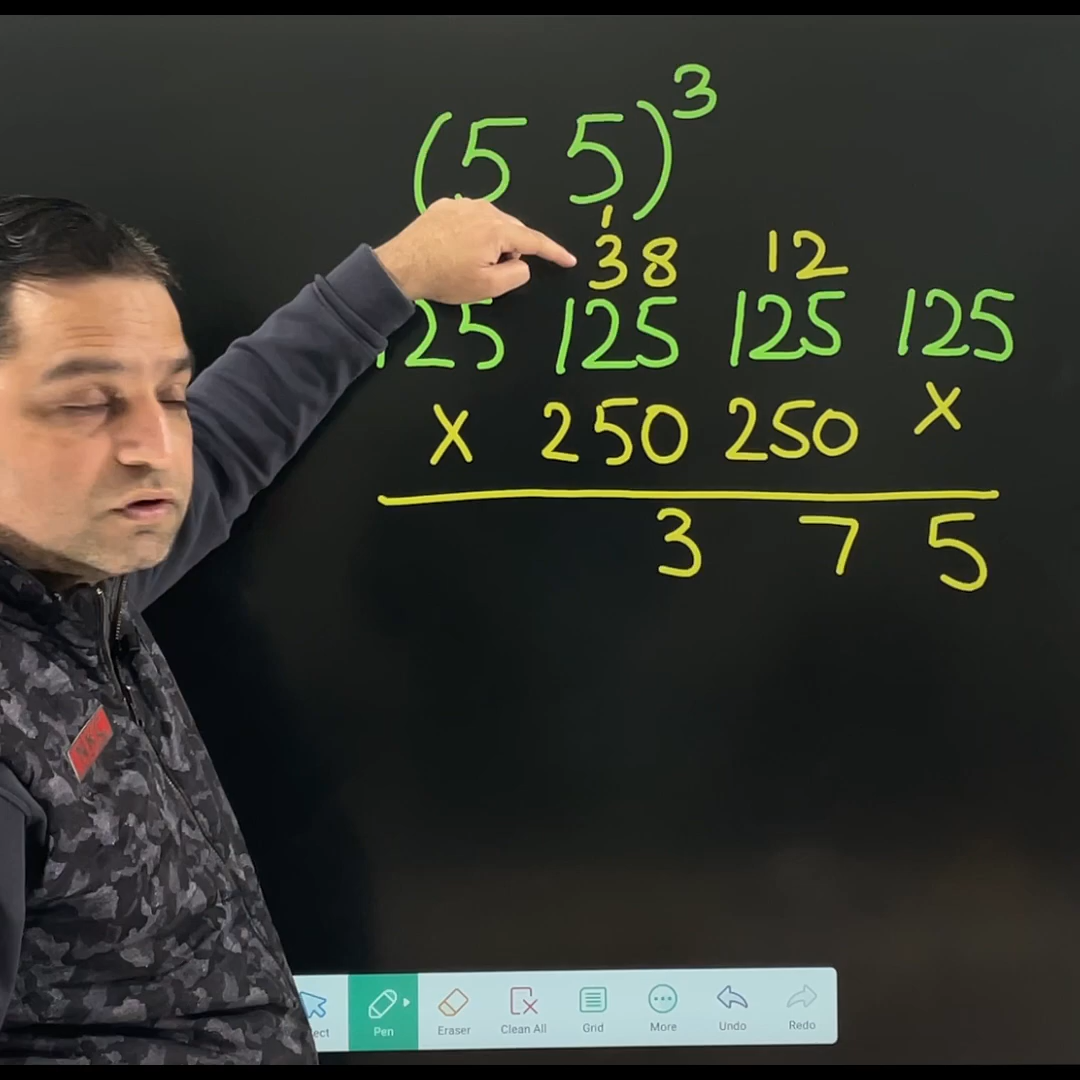 (5 5)³
1
38 12
125 125 125 125
x 250 250 x
3 7 5
Pen Eraser Clean All Grid More Undo Redo